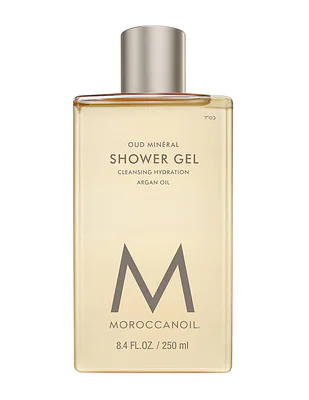 OUD MINÉRAL
SHOWER GEL
CLEANSING HYDRATION
ARGAN OIL
M
MOROCCANOIL.
8.4 FL.OZ. / 250 ml